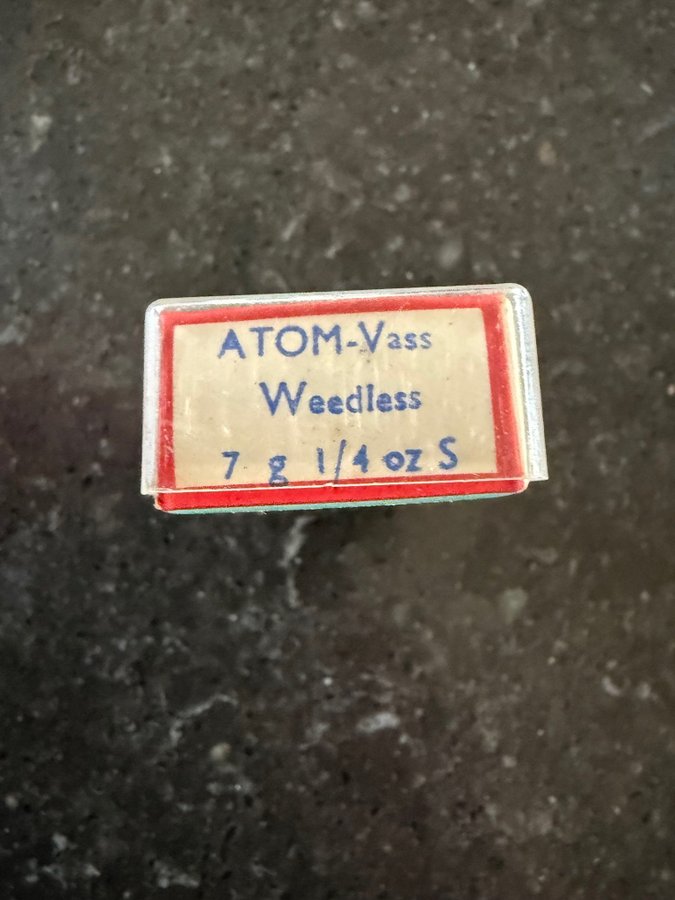 ATOM-Vass
Weedless
7 g 1/4 oz S